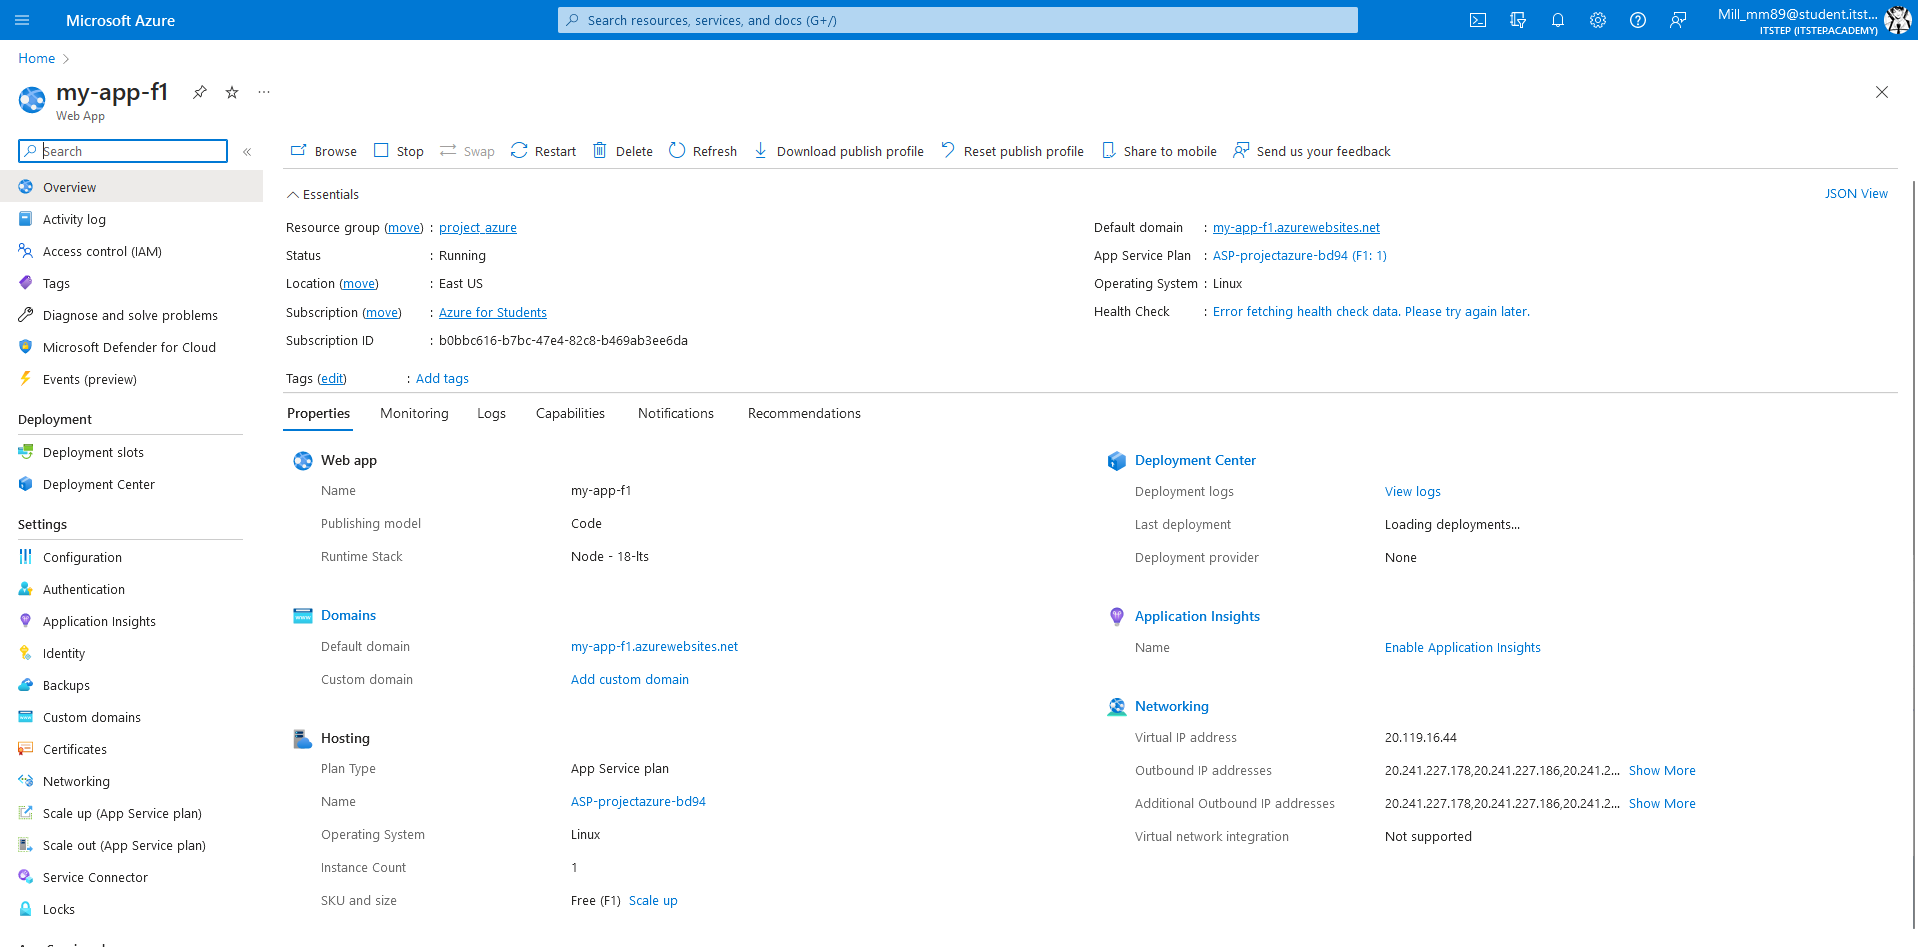 Microsoft Azure
Search resources, services, and docs (G+/)
Mill_mm89@student.itst...
ITSTEP (ITSTEP.ACADEMY)
Home
my-app-f1
Web App
Search
Browse
Stop
Swap
Restart
Delete
Refresh
Download publish profile
Reset publish profile
Share to mobile
Send us your feedback
Overview
Activity log
Access control (IAM)
Tags
Diagnose and solve problems
Microsoft Defender for Cloud
Events (preview)
Deployment
Deployment slots
Deployment Center
Settings
Configuration
Authentication
Application Insights
Identity
Backups
Custom domains
Certificates
Networking
Scale up (App Service plan)
Scale out (App Service plan)
Service Connector
Locks
Essentials
JSON View
Resource group (move) : project_azure
Status : Running
Location (move) : East US
Subscription (move) : Azure for Students
Subscription ID : b0bbc616-b7bc-47e4-82c8-b469ab3ee6da
Default domain : my-app-f1.azurewebsites.net
App Service Plan : ASP-projectazure-bd94 (F1: 1)
Operating System : Linux
Health Check : Error fetching health check data. Please try again later.
Tags (edit) : Add tags
Properties
Monitoring
Logs
Capabilities
Notifications
Recommendations
Web app
Name my-app-f1
Publishing model Code
Runtime Stack Node - 18-lts
Domains
Default domain my-app-f1.azurewebsites.net
Custom domain Add custom domain
Hosting
Plan Type App Service plan
Name ASP-projectazure-bd94
Operating System Linux
Instance Count 1
SKU and size Free (F1) Scale up
Deployment Center
Deployment logs View logs
Last deployment Loading deployments...
Deployment provider None
Application Insights
Name Enable Application Insights
Networking
Virtual IP address 20.119.16.44
Outbound IP addresses 20.241.227.178,20.241.227.186,20.241.2... Show More
Additional Outbound IP addresses 20.241.227.178,20.241.227.186,20.241.2... Show More
Virtual network integration Not supported